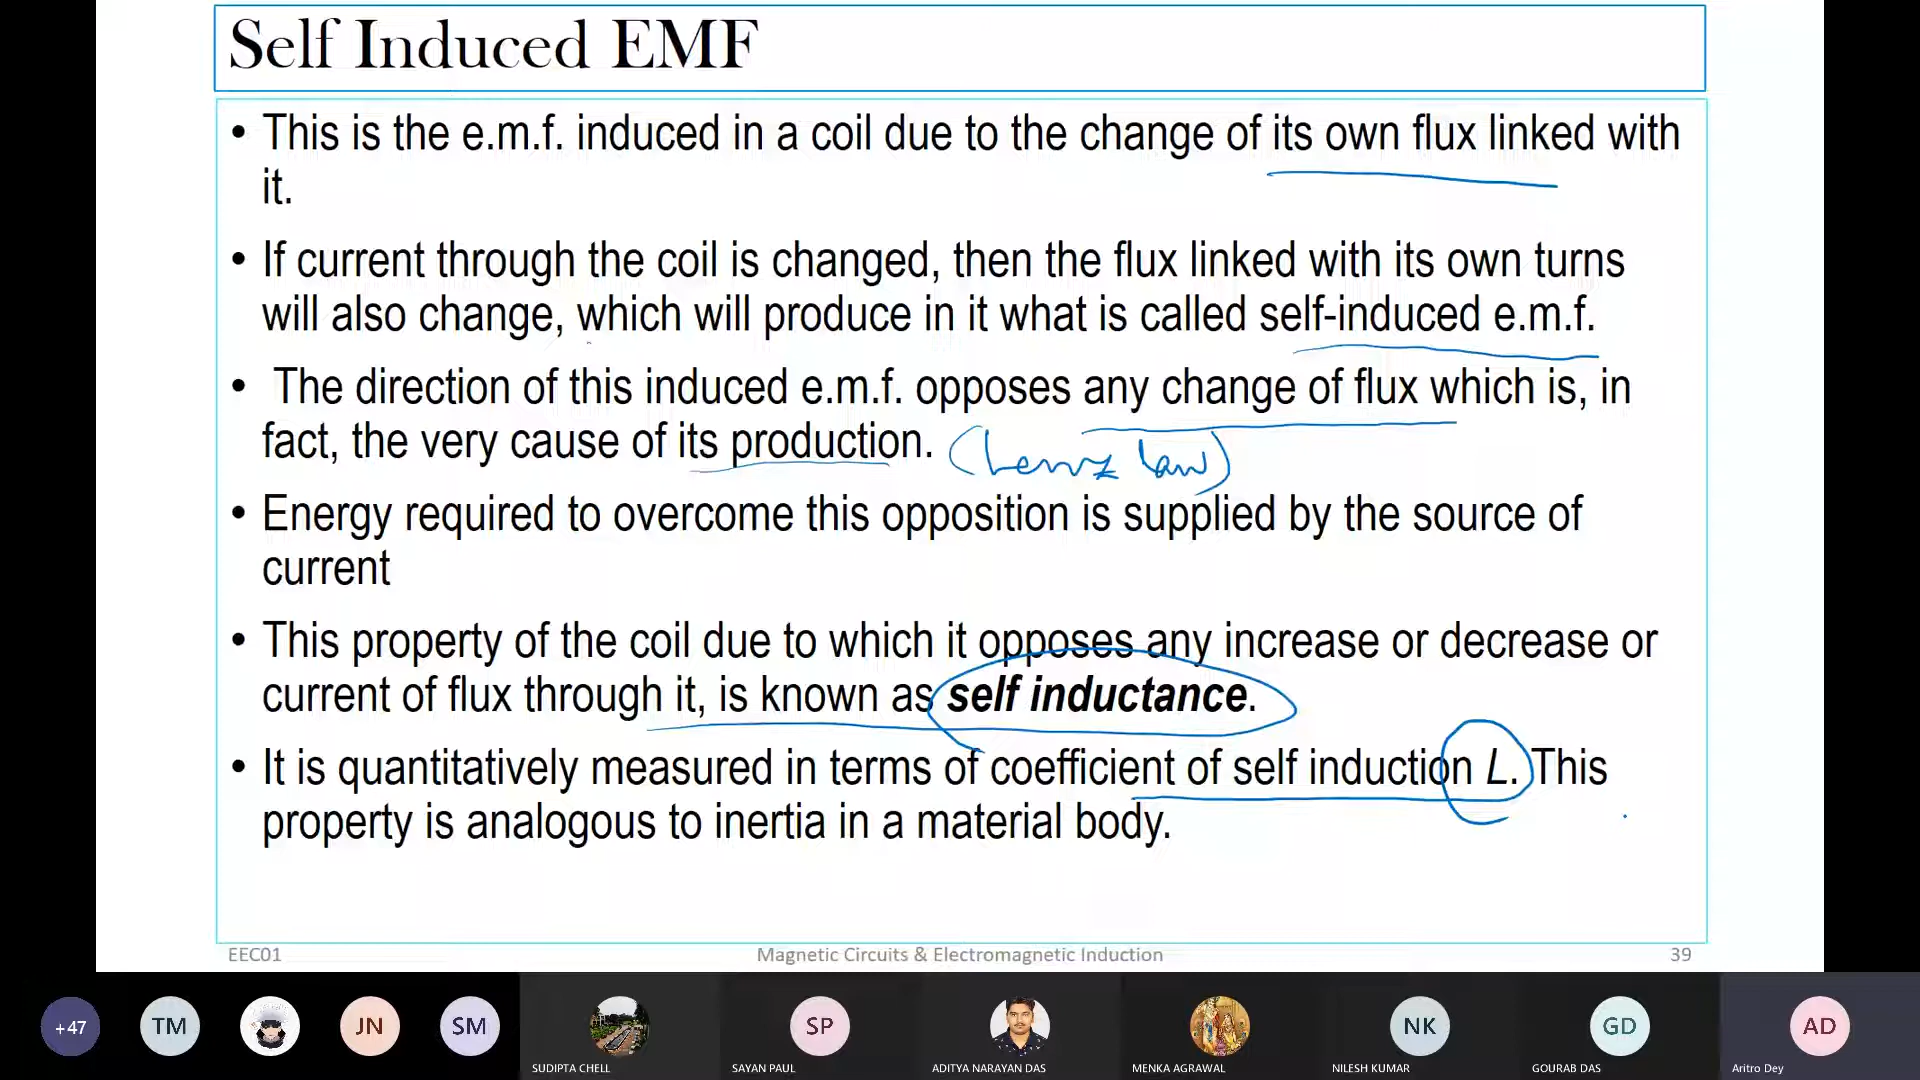 Self Induced EMF
• This is the e.m.f. induced in a coil due to the change of its own flux linked with
it.
• If current through the coil is changed, then the flux linked with its own turns
will also change, which will produce in it what is called self-induced e.m.f.
• The direction of this induced e.m.f. opposes any change of flux which is, in
fact, the very cause of its production. (Lenz law)
• Energy required to overcome this opposition is supplied by the source of
current
• This property of the coil due to which it opposes any increase or decrease or
current of flux through it, is known as self inductance.
• It is quantitatively measured in terms of coefficient of self induction L. This
property is analogous to inertia in a material body.
EEC01 Magnetic Circuits & Electromagnetic Induction 39
+47 TM JN SM SP NK GD AD
SUDIPTA CHELL SAYAN PAUL ADITYA NARAYAN DAS MENKA AGRAWAL NILESH KUMAR GOURAB DAS Aritro Dey